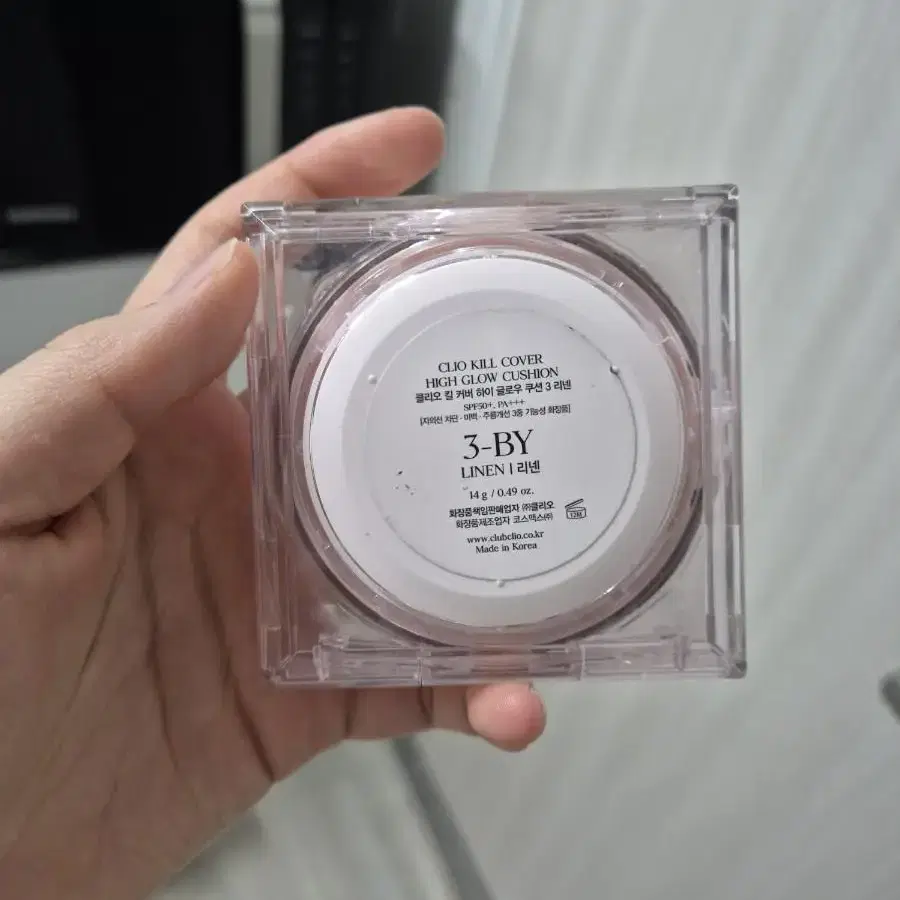 CLIO KILL COVER
HIGH GLOW CUSHION
클리오 킬 커버 하이 글로우 쿠션 3 리넨
SPF50+, PA+++
[자외선 차단 · 미백 · 주름개선 3중 기능성 화장품]
3-BY
LINEN | 리넨
14 g / 0.49 oz.
화장품책임판매업자 ㈜클리오
화장품제조업자 코스맥스㈜
12M
www.clubclio.co.kr
Made in Korea